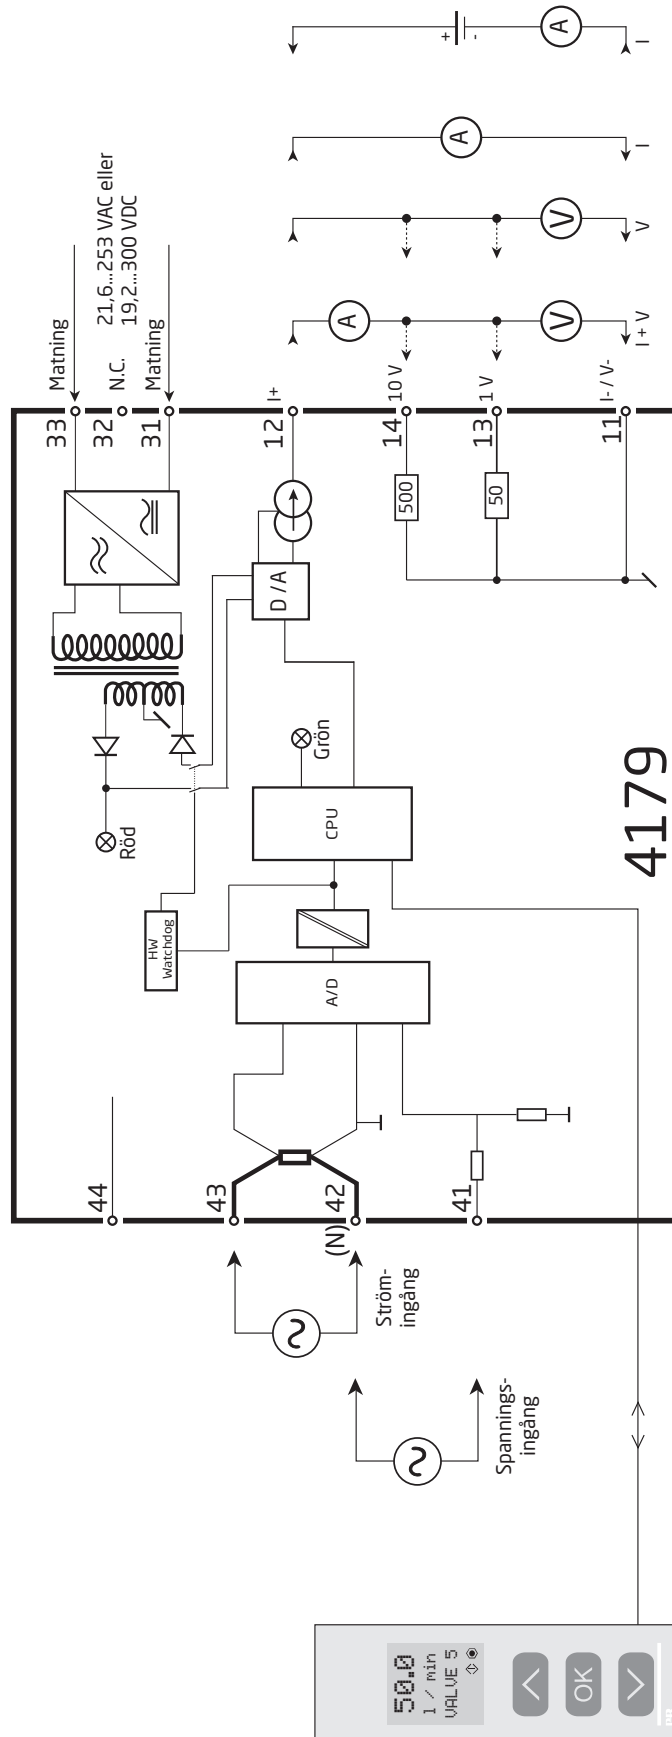 50.0
l / min
VALVE 5
OK
Spannings-
ingång
Ström-
ingång
44
43
42
(N)
41
HW
Watchdog
A/D
CPU
Röd
Grön
D/A
500
50
4179
33
32
31
12
14
13
11
Matning
N.C.
Matning
21,6...253 VAC eller
19,2...300 VDC
I+
10 V
1 V
I- / V-
A
V
I + V
V
V
A
I
+
-
A
I